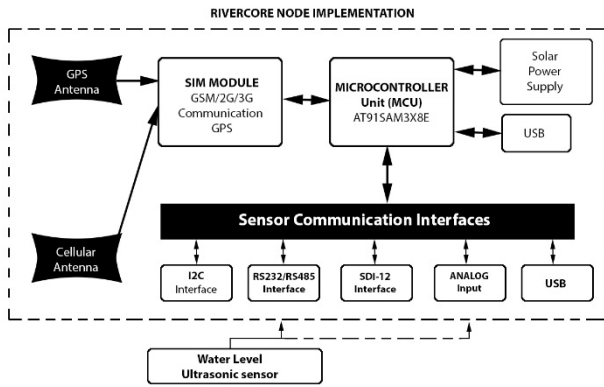 RIVERCORE NODE IMPLEMENTATION
GPS
Antenna
SIM MODULE
GSM/2G/3G
Communication
GPS
MICROCONTROLLER
Unit (MCU)
AT91SAM3X8E
Solar
Power
Supply
USB
Cellular
Antenna
Sensor Communication Interfaces
I2C
Interface
RS232/RS485
Interface
SDI-12
Interface
ANALOG
Input
USB
Water Level
Ultrasonic sensor